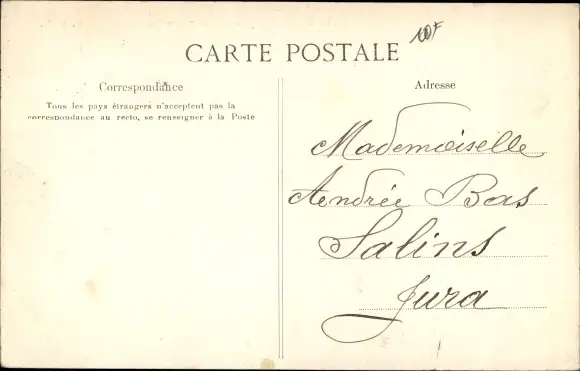 10F
CARTE POSTALE
Correspondance
Tous les pays étrangers n'acceptent pas la
correspondance au recto, se renseigner à la Poste
Adresse
Mademoiselle
Andrée Bas
Salins
Jura